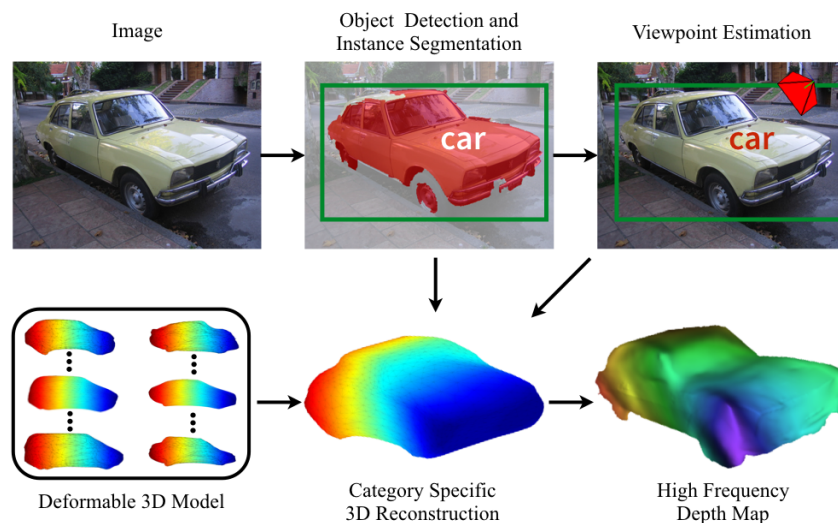 Image
Object Detection and
Instance Segmentation
Viewpoint Estimation
car
car
Deformable 3D Model
Category Specific
3D Reconstruction
High Frequency
Depth Map